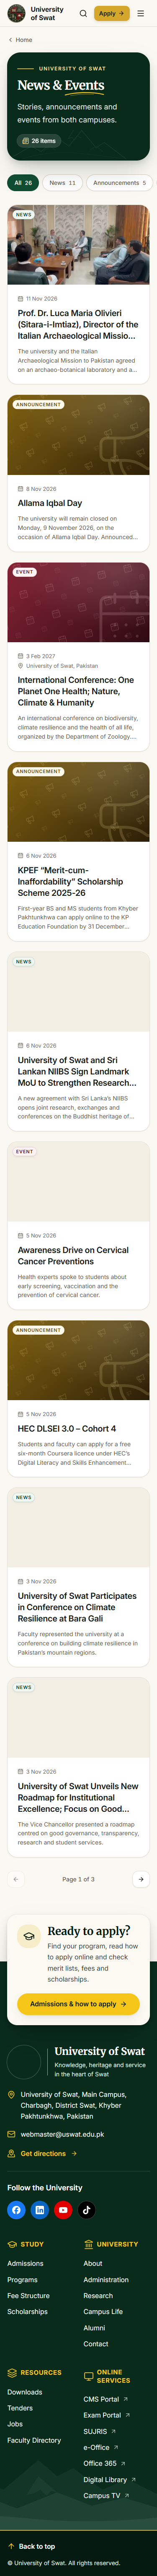 University
of Swat
Apply
Home
UNIVERSITY OF SWAT
News & Events
Stories, announcements and
events from both campuses.
26 items
All 26
News 11
Announcements 5
NEWS
11 Nov 2026
Prof. Dr. Luca Maria Olivieri
(Sitara-i-Imtiaz), Director of the
Italian Archaeological Missio...
The university and the Italian
Archaeological Mission to Pakistan agreed
on an archaeo-botanical laboratory and a...
ANNOUNCEMENT
8 Nov 2026
Allama Iqbal Day
The university will remain closed on
Monday, 9 November 2026, on the
occasion of Allama Iqbal Day. Announced...
EVENT
3 Feb 2027
University of Swat, Pakistan
International Conference: One
Planet One Health; Nature,
Climate & Humanity
An international conference on biodiversity,
climate resilience and the health of all life,
organized by the Department of Zoology....
ANNOUNCEMENT
6 Nov 2026
KPEF “Merit-cum-
Inaffordability” Scholarship
Scheme 2025-26
First-year BS and MS students from Khyber
Pakhtunkhwa can apply online to the KP
Education Foundation by 31 December...
NEWS
6 Nov 2026
University of Swat and Sri
Lankan NIIBS Sign Landmark
MoU to Strengthen Research...
A new agreement with Sri Lanka’s NIIBS
opens joint research, exchanges and
conferences on the Buddhist heritage of...
EVENT
5 Nov 2026
Awareness Drive on Cervical
Cancer Preventions
Health experts spoke to students about
early screening, vaccination and the
prevention of cervical cancer.
ANNOUNCEMENT
5 Nov 2026
HEC DLSEI 3.0 – Cohort 4
Students and faculty can apply for a free
six-month Coursera licence under HEC’s
Digital Literacy and Skills Enhancement...
NEWS
3 Nov 2026
University of Swat Participates
in Conference on Climate
Resilience at Bara Gali
Faculty represented the university at a
conference on building climate resilience in
Pakistan’s mountain regions.
NEWS
3 Nov 2026
University of Swat Unveils New
Roadmap for Institutional
Excellence; Focus on Good...
The Vice Chancellor presented a roadmap
centred on good governance, transparency,
research and student services.
Page 1 of 3
Ready to apply?
Find your program, read how
to apply online and check
merit lists, fees and
scholarships.
Admissions & how to apply
University of Swat
Knowledge, heritage and service
in the heart of Swat
University of Swat, Main Campus,
Charbagh, District Swat, Khyber
Pakhtunkhwa, Pakistan
webmaster@uswat.edu.pk
Get directions
Follow the University
STUDY
Admissions
Programs
Fee Structure
Scholarships
UNIVERSITY
About
Administration
Research
Campus Life
Alumni
Contact
RESOURCES
Downloads
Tenders
Jobs
Faculty Directory
ONLINE
SERVICES
CMS Portal
Exam Portal
SUJRIS
e-Office
Office 365
Digital Library
Campus TV
Back to top
© University of Swat. All rights reserved.